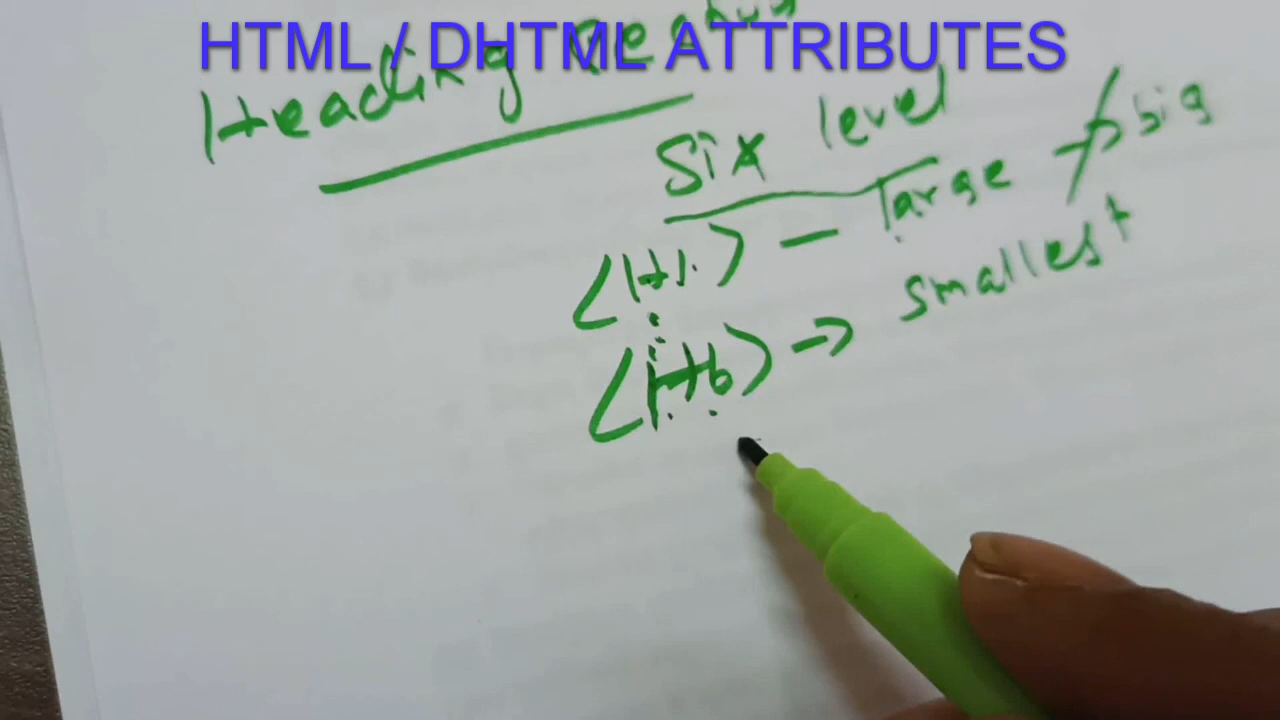 HTML / DHTML ATTRIBUTES
Heading
Six level
<H1> - Large → big
<H6> → smallest